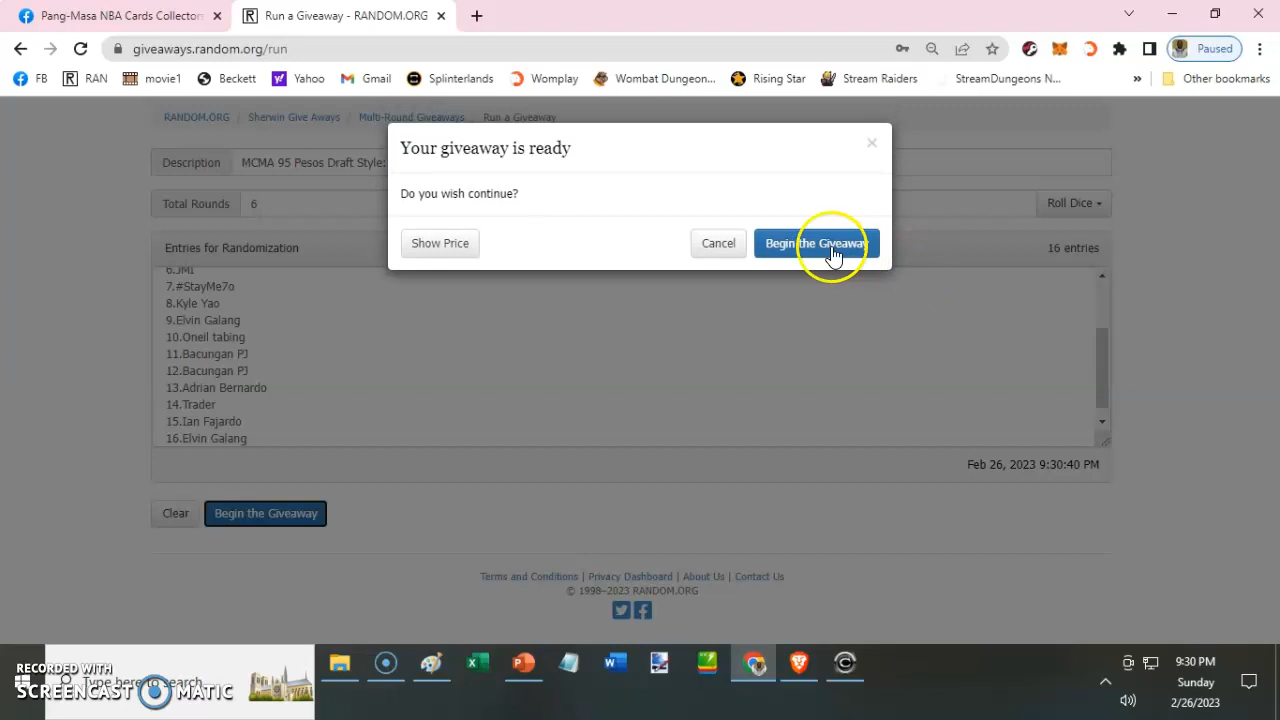 Pang-Masa NBA Cards Collectors
Run a Giveaway - RANDOM.ORG
giveaways.random.org/run
Paused
FB
RAN
movie1
Beckett
Yahoo
Gmail
Splinterlands
Womplay
Wombat Dungeon...
Rising Star
Stream Raiders
StreamDungeons N...
Other bookmarks
RANDOM.ORG
Sherwin Give Aways
Multi-Round Giveaways
Run a Giveaway
Your giveaway is ready
Description
MCMA 95 Pesos Draft Style:
Do you wish continue?
Total Rounds
6
Roll Dice
Show Price
Cancel
Begin the Giveaway
Entries for Randomization
16 entries
6.JMI
7.#StayMe7o
8.Kyle Yao
9.Elvin Galang
10.Oneil tabing
11.Bacungan PJ
12.Bacungan PJ
13.Adrian Bernardo
14.Trader
15.Ian Fajardo
16.Elvin Galang
Feb 26, 2023 9:30:40 PM
Clear
Begin the Giveaway
Terms and Conditions | Privacy Dashboard | About Us | Contact Us
© 1998–2023 RANDOM.ORG
RECORDED WITH
SCREENCAST MATIC
Type here to search
9:30 PM
Sunday
2/26/2023